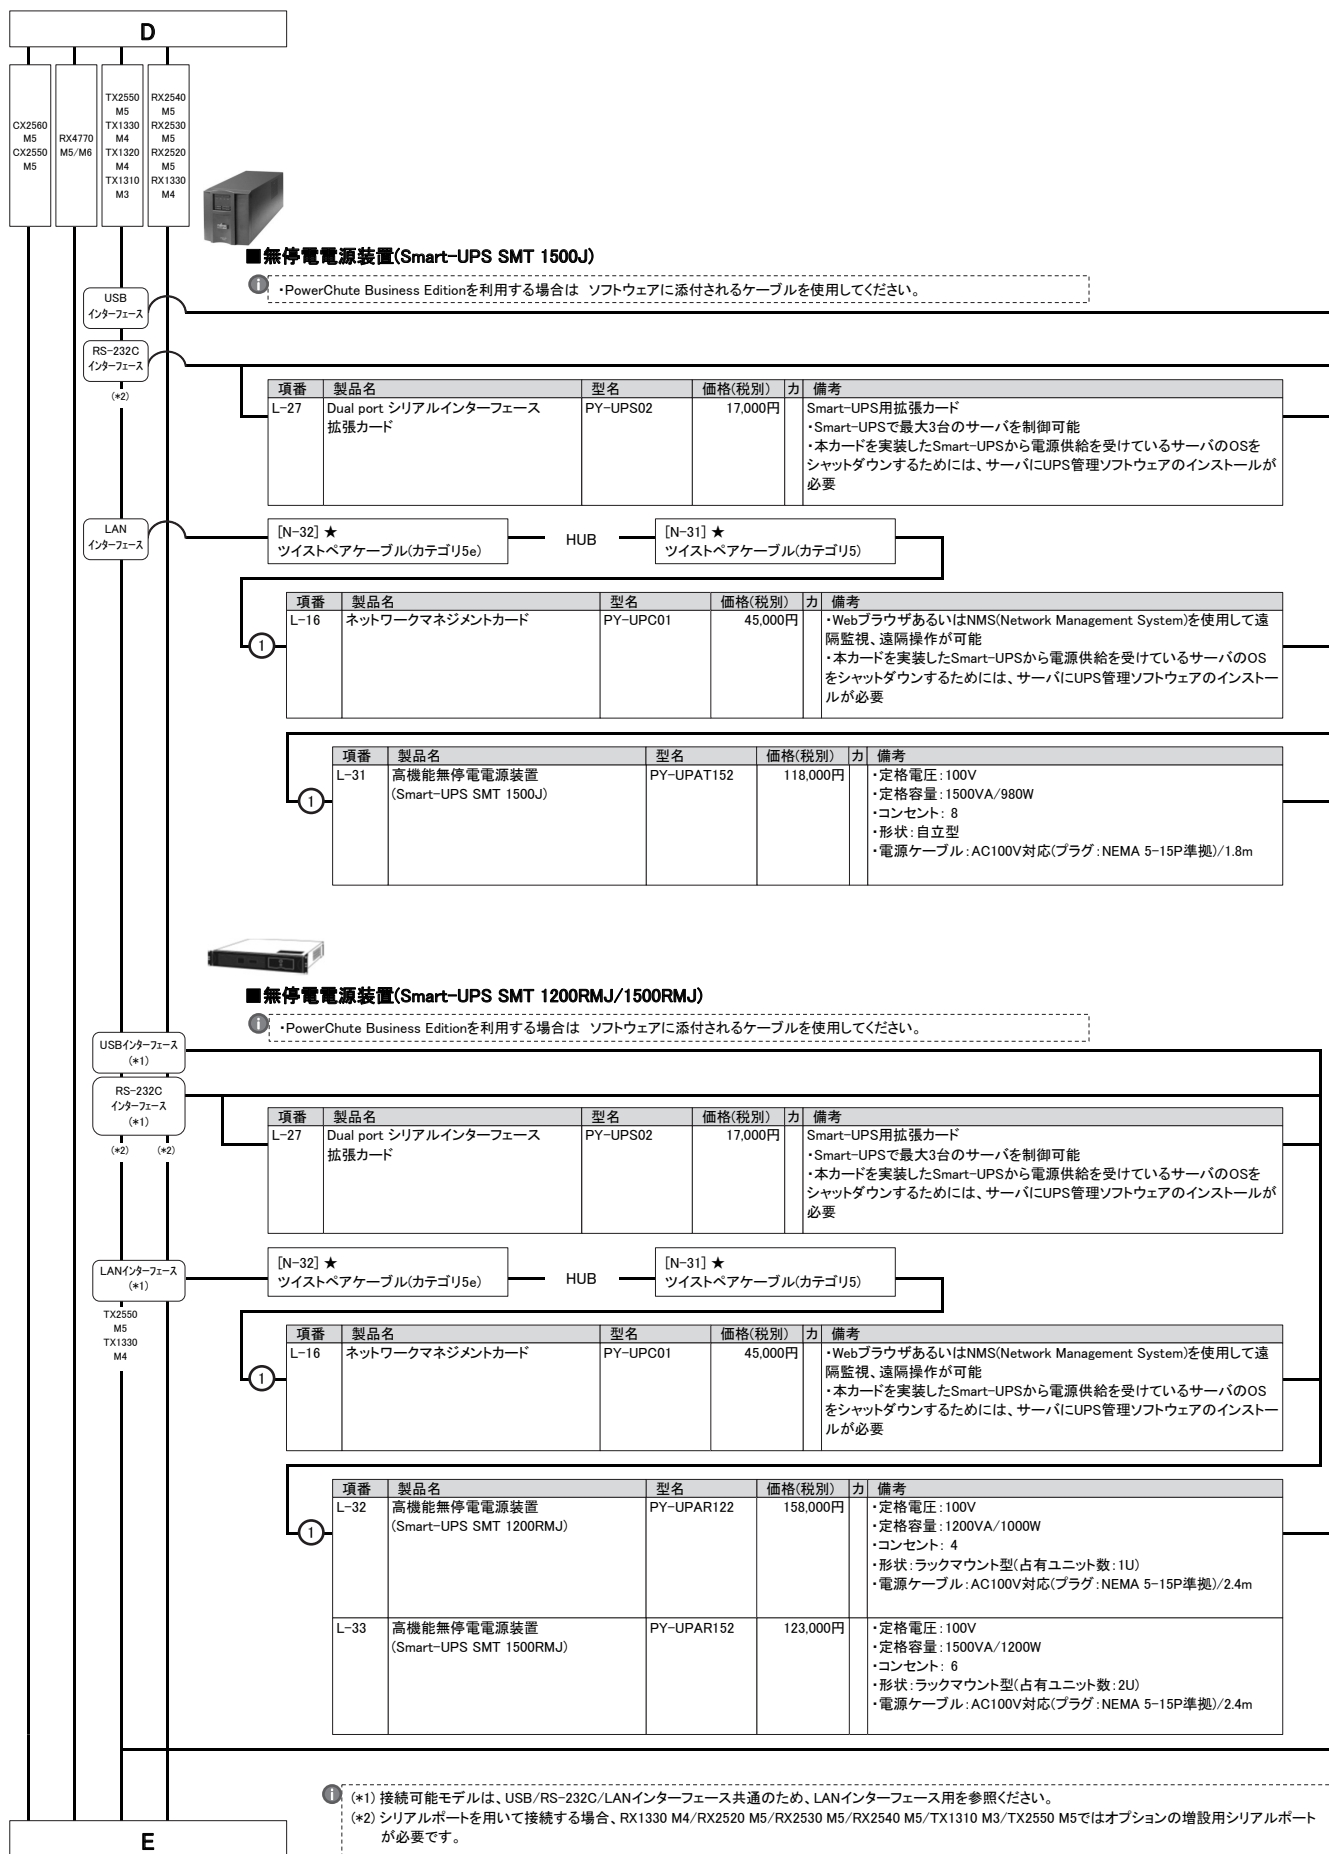 D
CX2560
M5
CX2550
M5
RX4770
M5/M6
TX2550
M5
TX1330
M4
TX1320
M4
TX1310
M3
RX2540
M5
RX2530
M5
RX2520
M5
RX1330
M4
■無停電電源装置(Smart-UPS SMT 1500J)
・PowerChute Business Editionを利用する場合は ソフトウェアに添付されるケーブルを使用してください。
USB
インターフェース
RS-232C
インターフェース
(*2)
項番 製品名 型名 価格(税別) カ 備考
L-27 Dual port シリアルインターフェース PY-UPS02 17,000円 Smart-UPS用拡張カード
拡張カード ・Smart-UPSで最大3台のサーバを制御可能
・本カードを実装したSmart-UPSから電源供給を受けているサーバのOSを
シャットダウンするためには、サーバにUPS管理ソフトウェアのインストールが
必要
LAN
インターフェース
[N-32] ★
ツイストペアケーブル(カテゴリ5e)
HUB
[N-31] ★
ツイストペアケーブル(カテゴリ5)
項番 製品名 型名 価格(税別) カ 備考
1
L-16 ネットワークマネジメントカード PY-UPC01 45,000円 ・WebブラウザあるいはNMS(Network Management System)を使用して遠
隔監視、遠隔操作が可能
・本カードを実装したSmart-UPSから電源供給を受けているサーバのOS
をシャットダウンするためには、サーバにUPS管理ソフトウェアのインストー
ルが必要
項番 製品名 型名 価格(税別) カ 備考
1
L-31 高機能無停電電源装置 PY-UPAT152 118,000円 ・定格電圧:100V
(Smart-UPS SMT 1500J) ・定格容量:1500VA/980W
・コンセント: 8
・形状:自立型
・電源ケーブル:AC100V対応(プラグ:NEMA 5-15P準拠)/1.8m
■無停電電源装置(Smart-UPS SMT 1200RMJ/1500RMJ)
・PowerChute Business Editionを利用する場合は ソフトウェアに添付されるケーブルを使用してください。
USBインターフェース
(*1)
RS-232C
インターフェース
(*1)
(*2) (*2)
項番 製品名 型名 価格(税別) カ 備考
L-27 Dual port シリアルインターフェース PY-UPS02 17,000円 Smart-UPS用拡張カード
拡張カード ・Smart-UPSで最大3台のサーバを制御可能
・本カードを実装したSmart-UPSから電源供給を受けているサーバのOSを
シャットダウンするためには、サーバにUPS管理ソフトウェアのインストールが
必要
LANインターフェース
(*1)
TX2550
M5
TX1330
M4
[N-32] ★
ツイストペアケーブル(カテゴリ5e)
HUB
[N-31] ★
ツイストペアケーブル(カテゴリ5)
項番 製品名 型名 価格(税別) カ 備考
1
L-16 ネットワークマネジメントカード PY-UPC01 45,000円 ・WebブラウザあるいはNMS(Network Management System)を使用して遠
隔監視、遠隔操作が可能
・本カードを実装したSmart-UPSから電源供給を受けているサーバのOS
をシャットダウンするためには、サーバにUPS管理ソフトウェアのインストー
ルが必要
項番 製品名 型名 価格(税別) カ 備考
1
L-32 高機能無停電電源装置 PY-UPAR122 158,000円 ・定格電圧:100V
(Smart-UPS SMT 1200RMJ) ・定格容量:1200VA/1000W
・コンセント: 4
・形状:ラックマウント型(占有ユニット数:1U)
・電源ケーブル:AC100V対応(プラグ:NEMA 5-15P準拠)/2.4m
L-33 高機能無停電電源装置 PY-UPAR152 123,000円 ・定格電圧:100V
(Smart-UPS SMT 1500RMJ) ・定格容量:1500VA/1200W
・コンセント: 6
・形状:ラックマウント型(占有ユニット数:2U)
・電源ケーブル:AC100V対応(プラグ:NEMA 5-15P準拠)/2.4m
(*1) 接続可能モデルは、USB/RS-232C/LANインターフェース共通のため、LANインターフェース用を参照ください。
(*2) シリアルポートを用いて接続する場合、RX1330 M4/RX2520 M5/RX2530 M5/RX2540 M5/TX1310 M3/TX2550 M5ではオプションの増設用シリアルポート
が必要です。
E